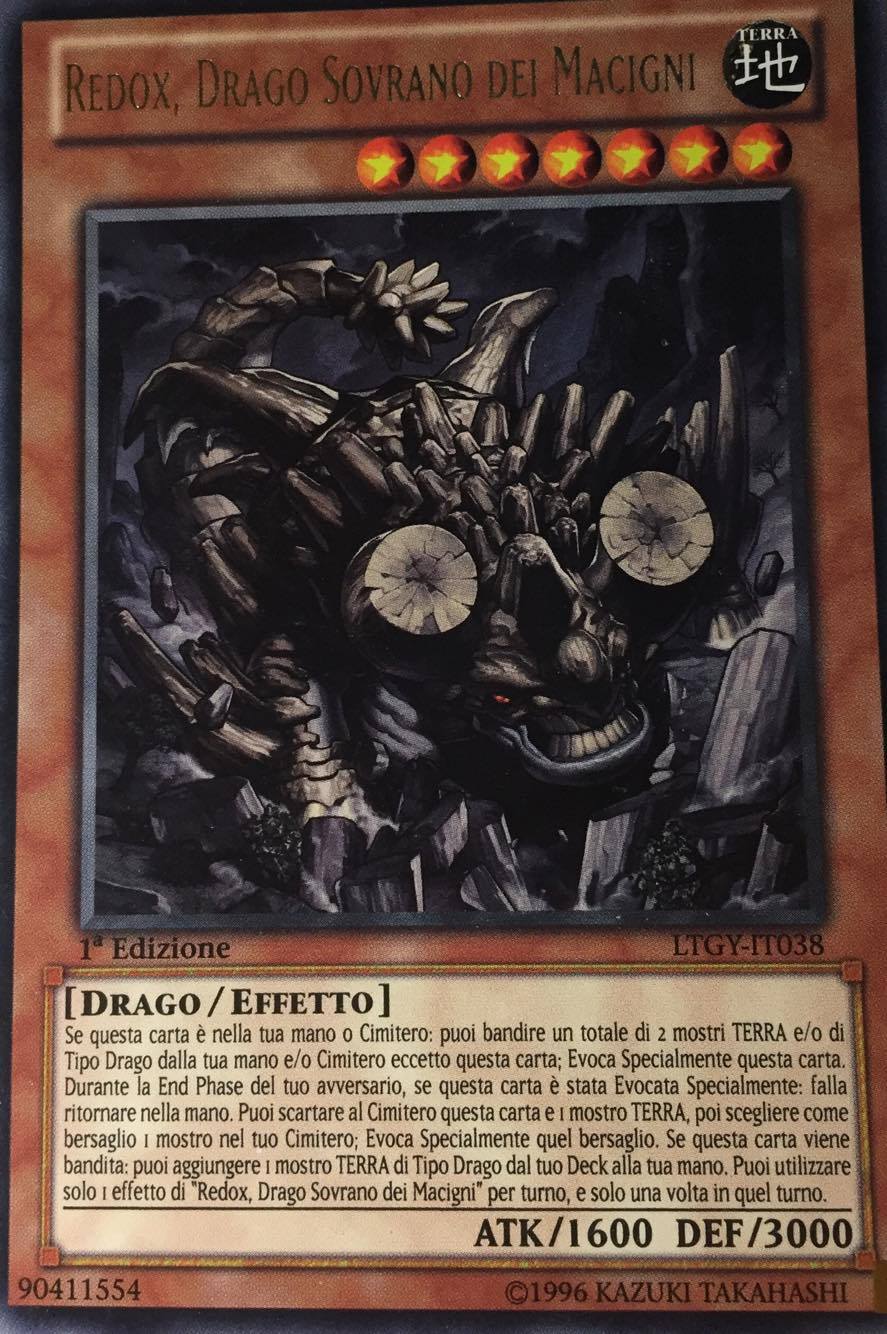 REDOX, DRAGO SOVRANO DEI MACIGNI
TERRA
地
1ª Edizione
LTGY-IT038
[DRAGO/EFFETTO]
Se questa carta è nella tua mano o Cimitero: puoi bandire un totale di 2 mostri TERRA e/o di
Tipo Drago dalla tua mano e/o Cimitero eccetto questa carta; Evoca Specialmente questa carta.
Durante la End Phase del tuo avversario, se questa carta è stata Evocata Specialmente: falla
ritornare nella mano. Puoi scartare al Cimitero questa carta e 1 mostro TERRA, poi scegliere come
bersaglio 1 mostro nel tuo Cimitero; Evoca Specialmente quel bersaglio. Se questa carta viene
bandita: puoi aggiungere 1 mostro TERRA di Tipo Drago dal tuo Deck alla tua mano. Puoi utilizzare
solo 1 effetto di "Redox, Drago Sovrano dei Macigni" per turno, e solo una volta in quel turno.
ATK/1600 DEF/3000
90411554
©1996 KAZUKI TAKAHASHI